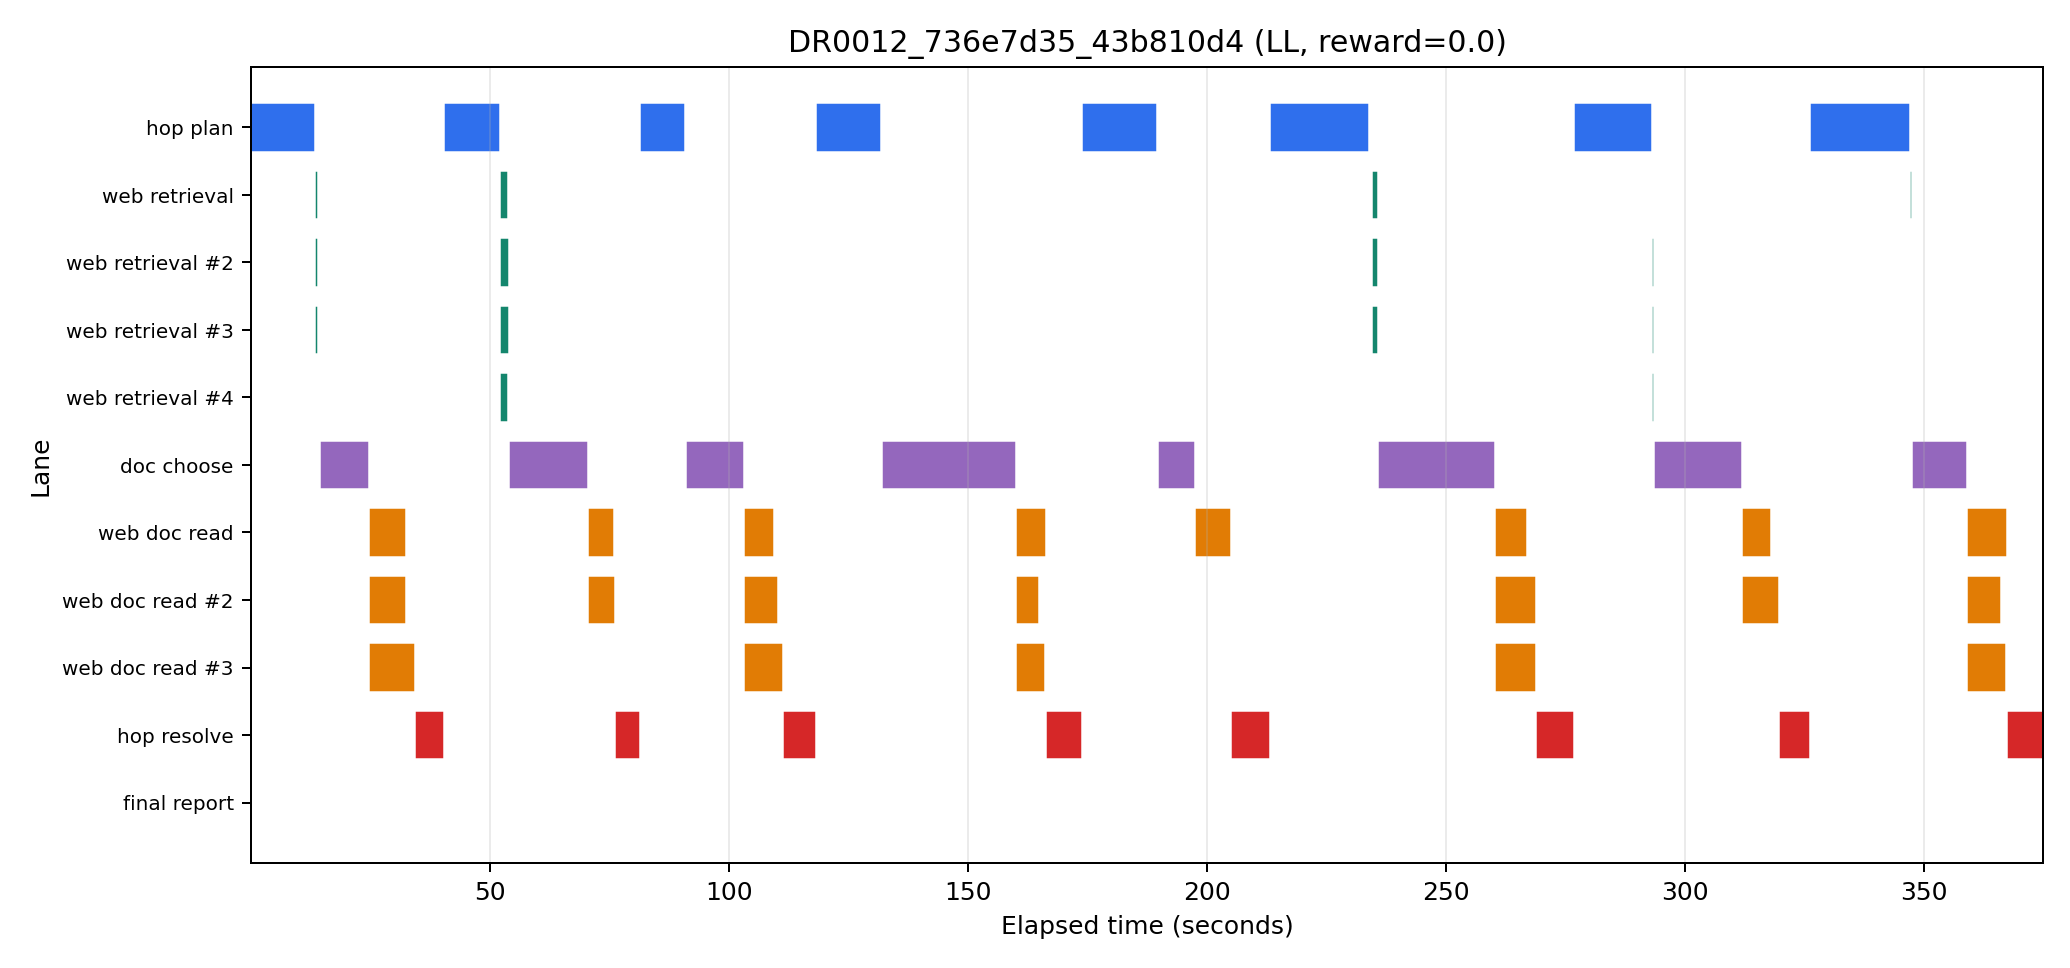 DR0012_736e7d35_43b810d4 (LL, reward=0.0)
Lane
hop plan
web retrieval
web retrieval #2
web retrieval #3
web retrieval #4
doc choose
web doc read
web doc read #2
web doc read #3
hop resolve
final report
50 100 150 200 250 300 350
Elapsed time (seconds)